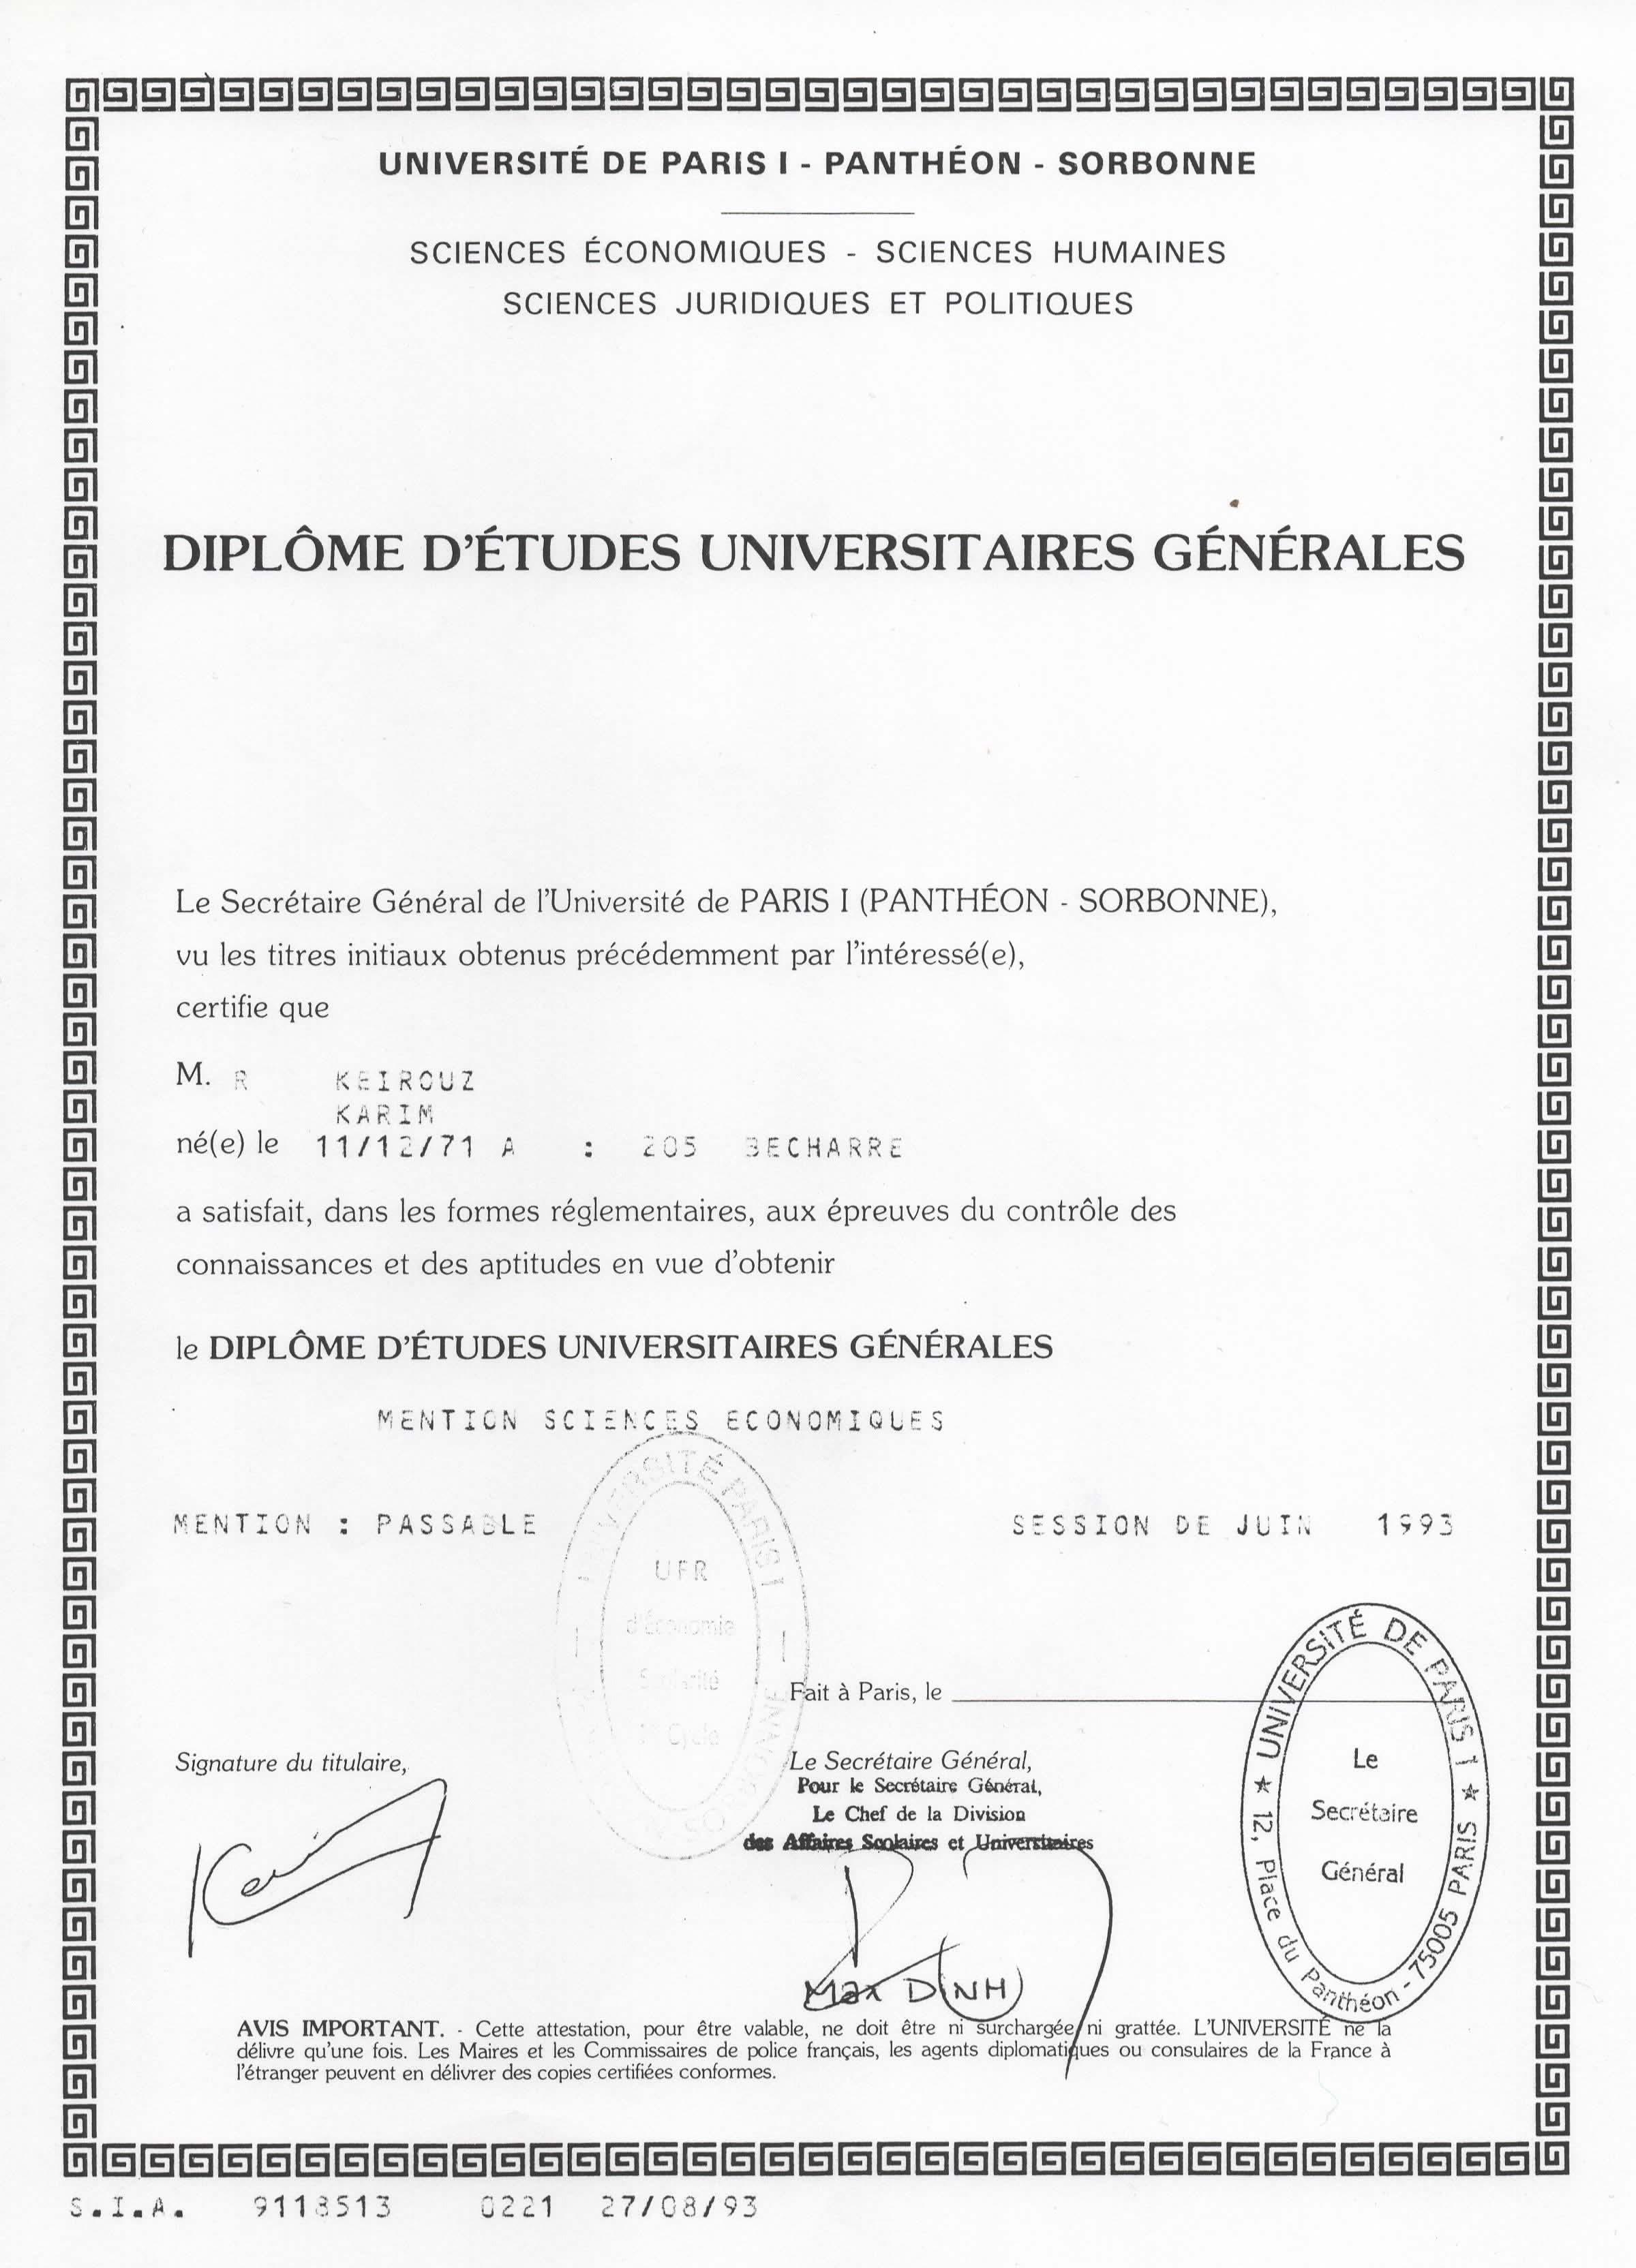 UNIVERSITÉ DE PARIS I - PANTHÉON - SORBONNE
SCIENCES ÉCONOMIQUES - SCIENCES HUMAINES
SCIENCES JURIDIQUES ET POLITIQUES
DIPLÔME D'ÉTUDES UNIVERSITAIRES GÉNÉRALES
Le Secrétaire Général de l'Université de PARIS I (PANTHÉON - SORBONNE),
vu les titres initiaux obtenus précédemment par l'intéressé(e),
certifie que
M. R KEIROUZ
KARIM
né(e) le 11/12/71 A : 205 BECHARRE
a satisfait, dans les formes réglementaires, aux épreuves du contrôle des
connaissances et des aptitudes en vue d'obtenir
le DIPLÔME D'ÉTUDES UNIVERSITAIRES GÉNÉRALES
MENTION SCIENCES ECONOMIQUES
MENTION : PASSABLE SESSION DE JUIN 1993
UNIVERSITÉ PARIS I
UFR
d'Économie
Scolarité
Cycle
Fait à Paris, le
Signature du titulaire,
Le Secrétaire Général,
Pour le Secrétaire Général,
Le Chef de la Division
des Affaires Scolaires et Universitaires
Max DINH
★ UNIVERSITÉ DE PARIS I ★
12, Place du Panthéon - 75005 PARIS
Le
Secrétaire
Général
AVIS IMPORTANT. - Cette attestation, pour être valable, ne doit être ni surchargée, ni grattée. L'UNIVERSITÉ ne la
délivre qu'une fois. Les Maires et les Commissaires de police français, les agents diplomatiques ou consulaires de la France à
l'étranger peuvent en délivrer des copies certifiées conformes.
S.I.A. 9118513 0221 27/08/93